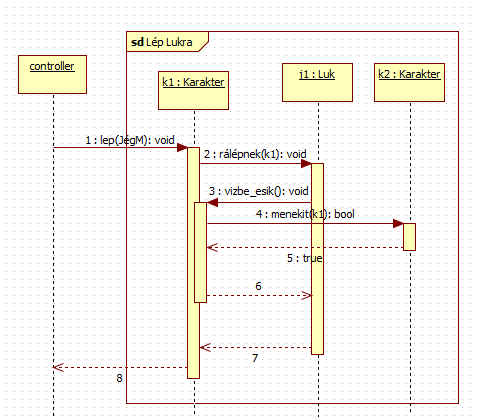 sd Lép Lukra
controller
k1 : Karakter
j1 : Luk
k2 : Karakter
1 : lep(JégM): void
2 : rálépnek(k1): void
3 : vizbe_esik(): void
4 : menekit(k1): bool
5 : true
6
7
8